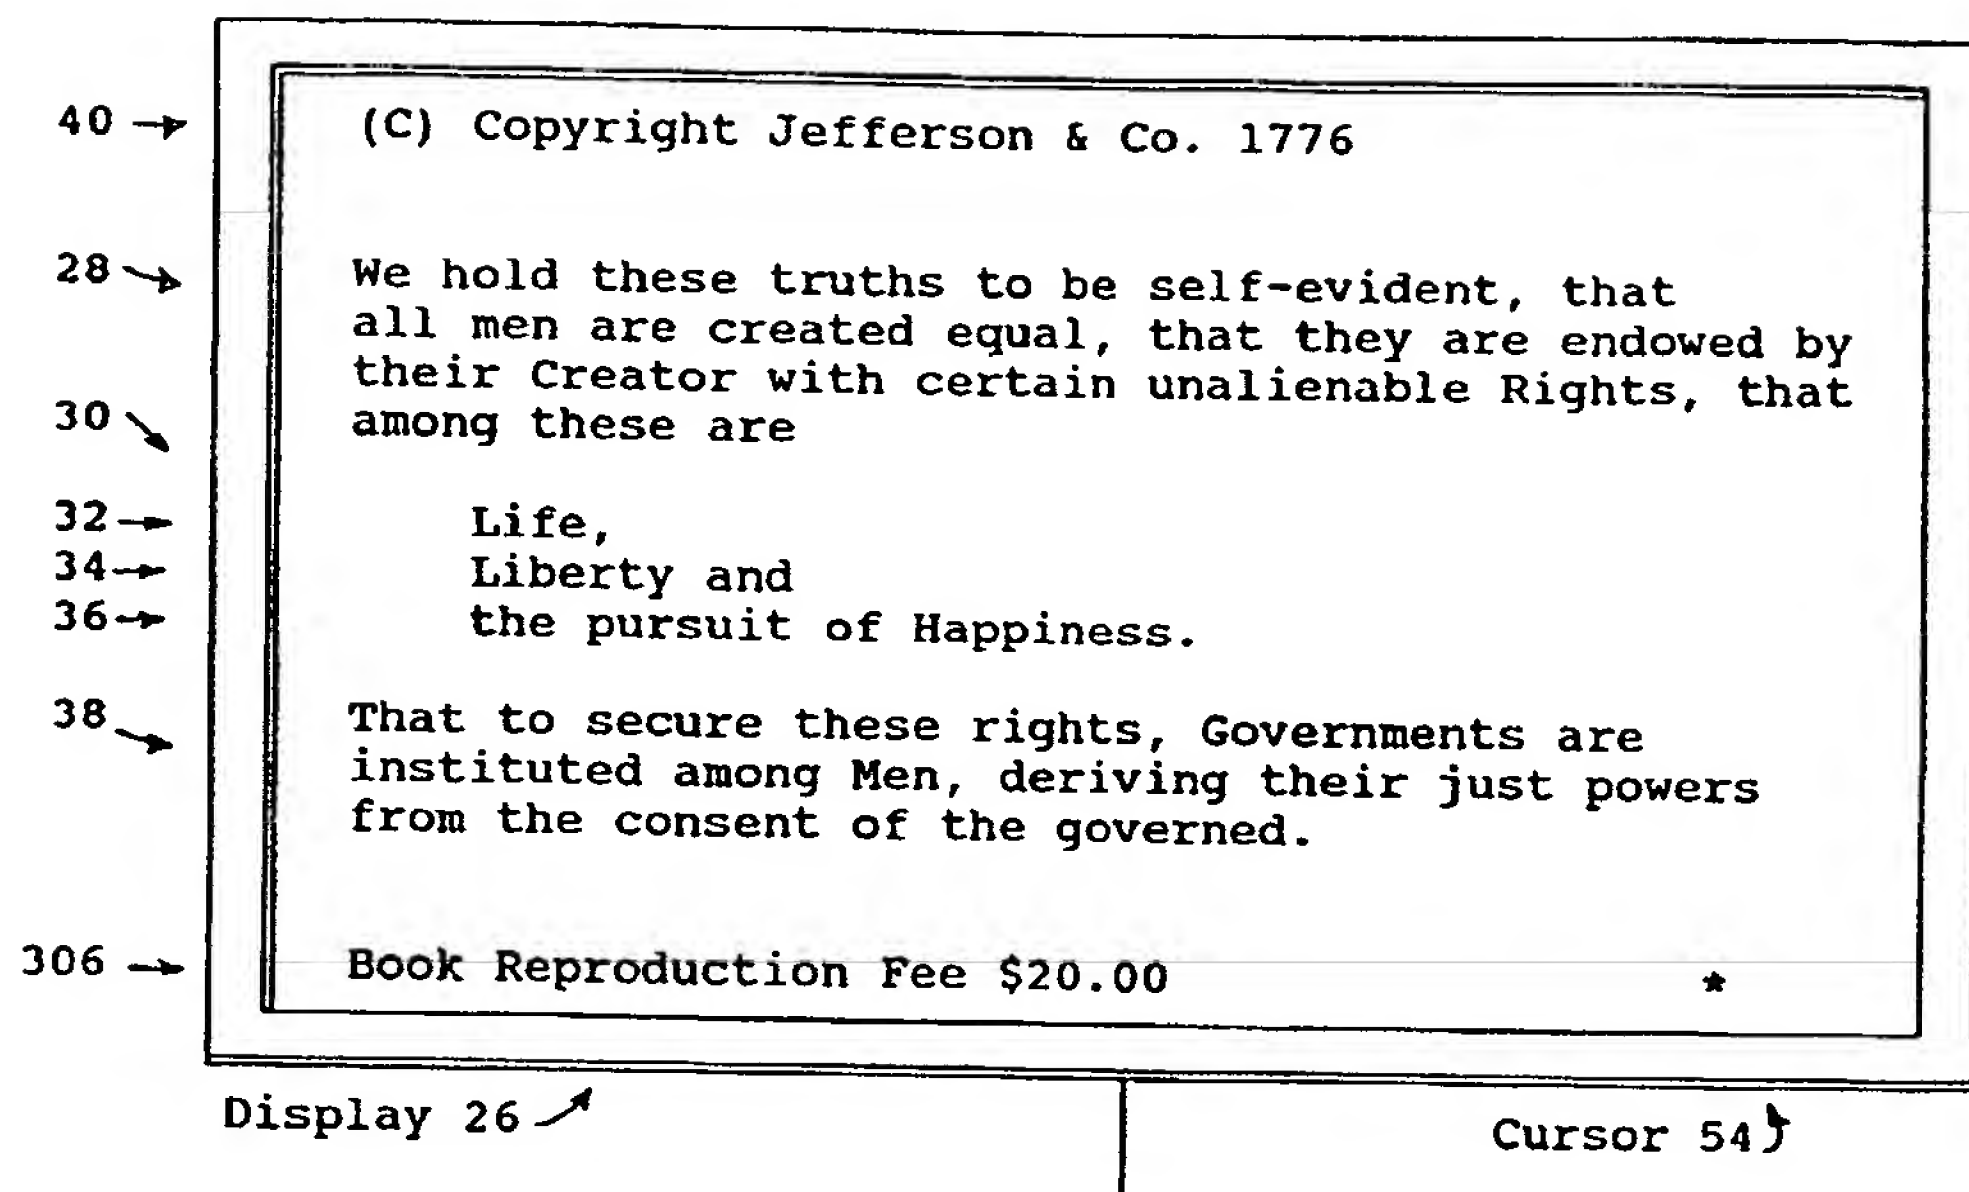 40 (C) Copyright Jefferson & Co. 1776
28 We hold these truths to be self-evident, that
all men are created equal, that they are endowed by
their Creator with certain unalienable Rights, that
30 among these are
32 Life,
34 Liberty and
36 the pursuit of Happiness.
38 That to secure these rights, Governments are
instituted among Men, deriving their just powers
from the consent of the governed.
306 Book Reproduction Fee $20.00 *
Display 26 Cursor 54